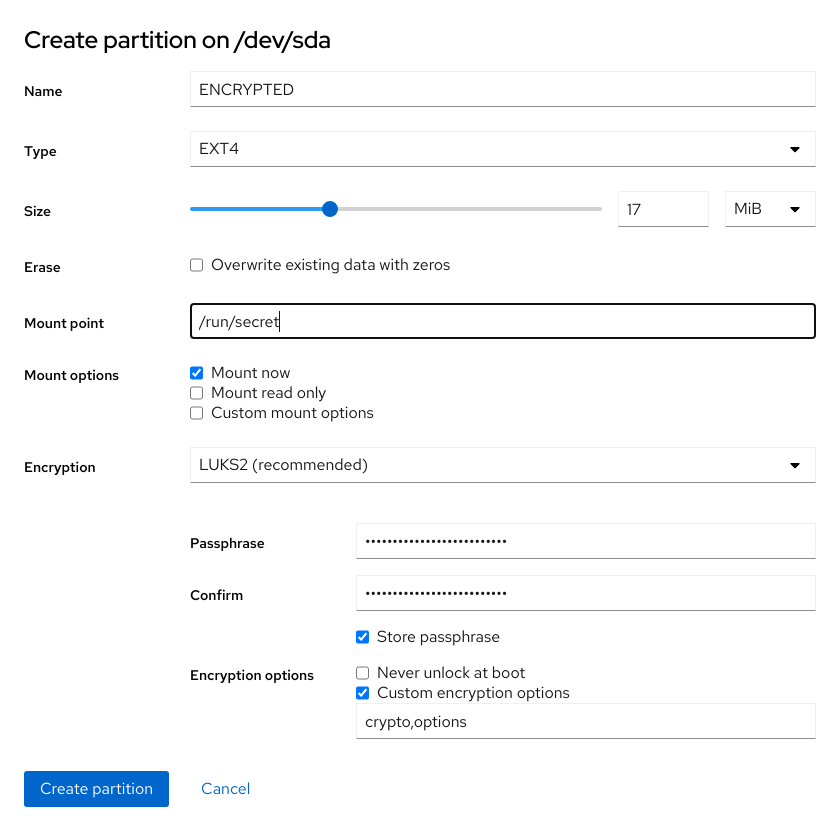 Create partition on /dev/sda
Name ENCRYPTED
Type EXT4
Size 17 MiB
Erase Overwrite existing data with zeros
Mount point /run/secret
Mount options Mount now
Mount read only
Custom mount options
Encryption LUKS2 (recommended)
Passphrase ••••••••••••••••••••••••••
Confirm ••••••••••••••••••••••••••
Store passphrase
Encryption options Never unlock at boot
Custom encryption options
crypto,options
Create partition Cancel